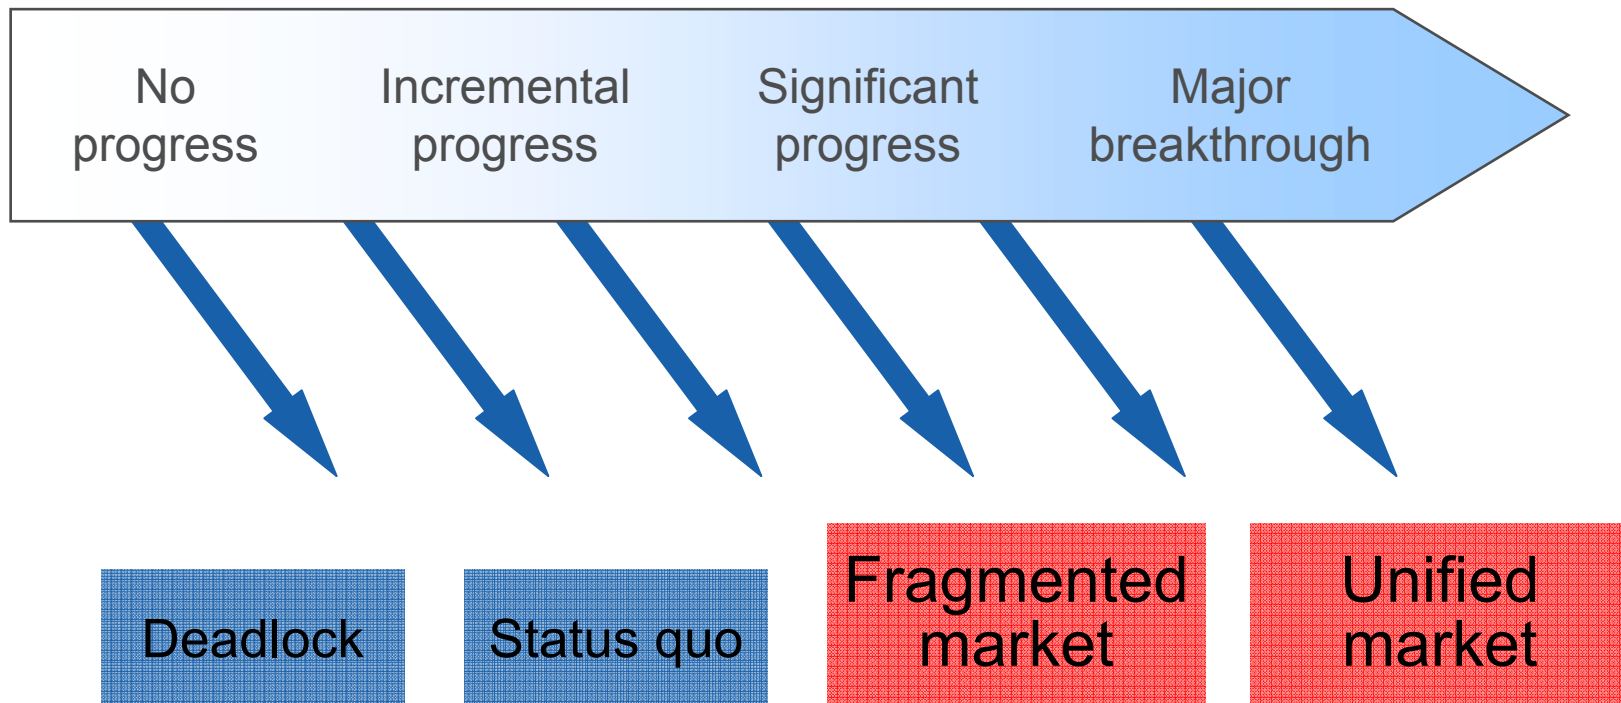 No
progress
Incremental
progress
Significant
progress
Major
breakthrough
Deadlock
Status quo
Fragmented
market
Unified
market